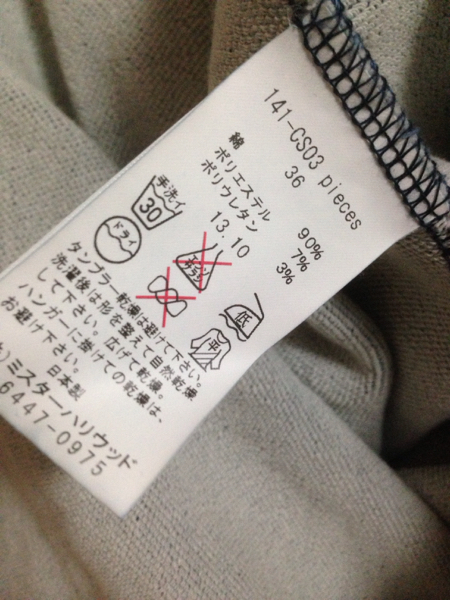 141-CS03 pieces
36
綿 90%
ポリエステル 7%
ポリウレタン 3%
13.10
手洗イ
30
エンソサラシ
低
ドライ
平
タンブラー乾燥は避けて下さい。
洗濯後は形を整えて自然乾燥
して下さい。広げて乾燥。
ハンガーに掛けての乾燥は、
お避け下さい。
日本製
ミスターハリウッド
6447-0975